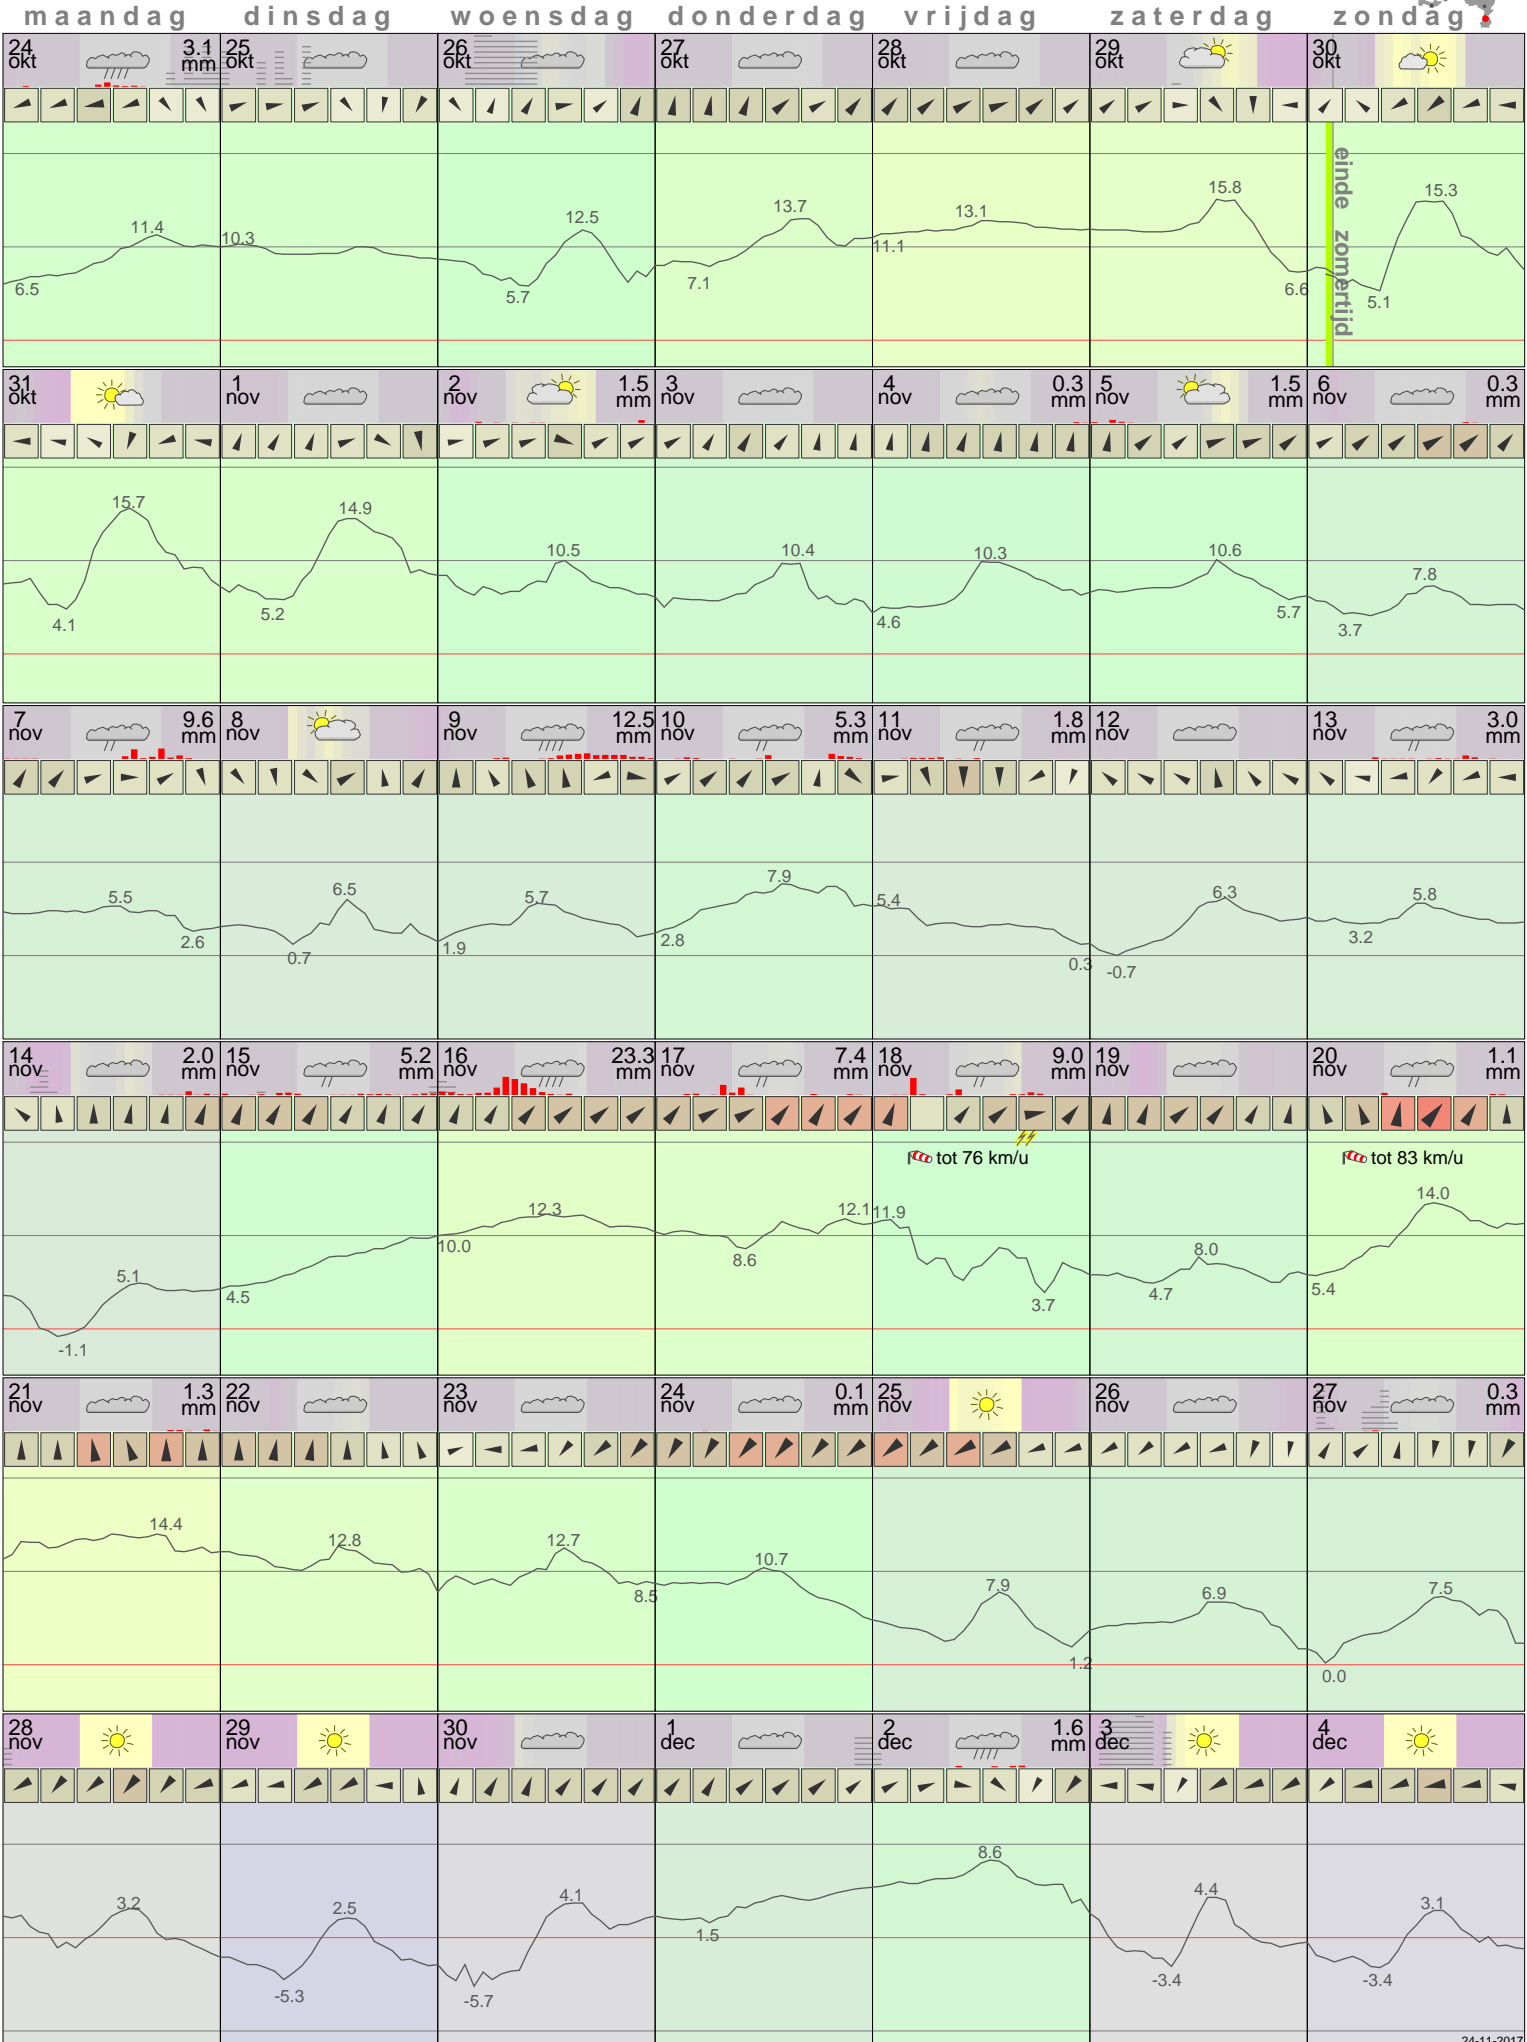 maandag dinsdag woensdag donderdag vrijdag zaterdag zondag
24 okt 3.1 mm 25 okt 26 okt 27 okt 28 okt 29 okt 30 okt
6.5 11.4 10.3 5.7 12.5 7.1 13.7 11.1 13.1 15.8 6.6 5.1 15.3
einde zomertijd
31 okt 1 nov 2 nov 1.5 mm 3 nov 4 nov 0.3 mm 5 nov 1.5 mm 6 nov 0.3 mm
4.1 15.7 5.2 14.9 10.5 10.4 4.6 10.3 10.6 5.7 3.7 7.8
7 nov 9.6 mm 8 nov 9 nov 12.5 mm 10 nov 5.3 mm 11 nov 1.8 mm 12 nov 13 nov 3.0 mm
5.5 2.6 0.7 6.5 1.9 5.7 2.8 7.9 5.4 0.3 -0.7 6.3 3.2 5.8
14 nov 2.0 mm 15 nov 5.2 mm 16 nov 23.3 mm 17 nov 7.4 mm 18 nov 9.0 mm 19 nov 20 nov 1.1 mm
tot 76 km/u tot 83 km/u
-1.1 5.1 4.5 10.0 12.3 8.6 12.1 11.9 3.7 4.7 8.0 5.4 14.0
21 nov 1.3 mm 22 nov 23 nov 24 nov 0.1 mm 25 nov 26 nov 27 nov 0.3 mm
14.4 12.8 12.7 8.5 10.7 7.9 1.2 6.9 0.0 7.5
28 nov 29 nov 30 nov 1 dec 2 dec 1.6 mm 3 dec 4 dec
3.2 -5.3 2.5 -5.7 4.1 1.5 8.6 -3.4 4.4 -3.4 3.1
24-11-2017